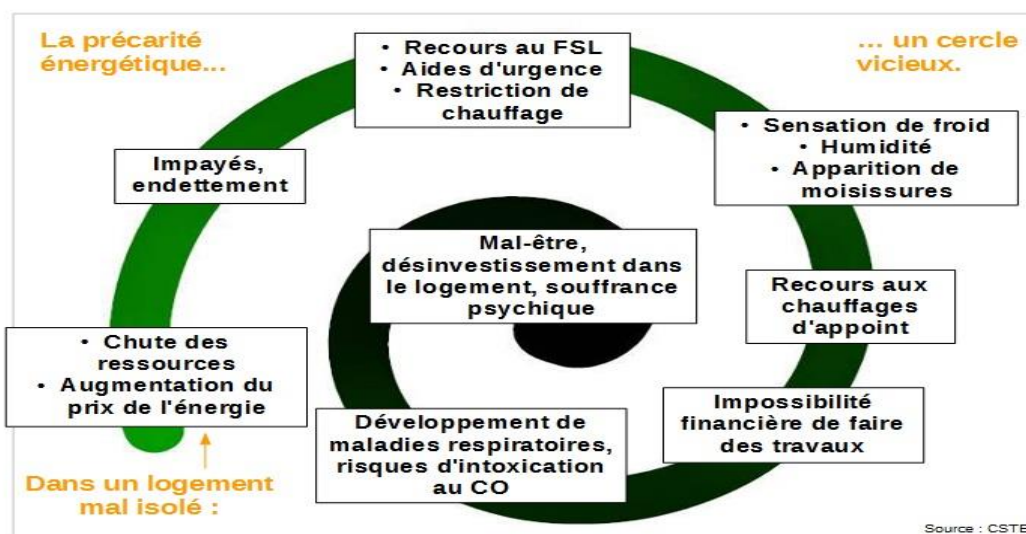 La précarité
énergétique...
... un cercle
vicieux.
• Recours au FSL
• Aides d'urgence
• Restriction de
chauffage
Impayés,
endettement
• Sensation de froid
• Humidité
• Apparition de
moisissures
Mal-être,
désinvestissement dans
le logement, souffrance
psychique
Recours aux
chauffages
d'appoint
• Chute des
ressources
• Augmentation du
prix de l'énergie
Impossibilité
financière de faire
des travaux
Développement de
maladies respiratoires,
risques d'intoxication
au CO
Dans un logement
mal isolé :
Source : CSTB